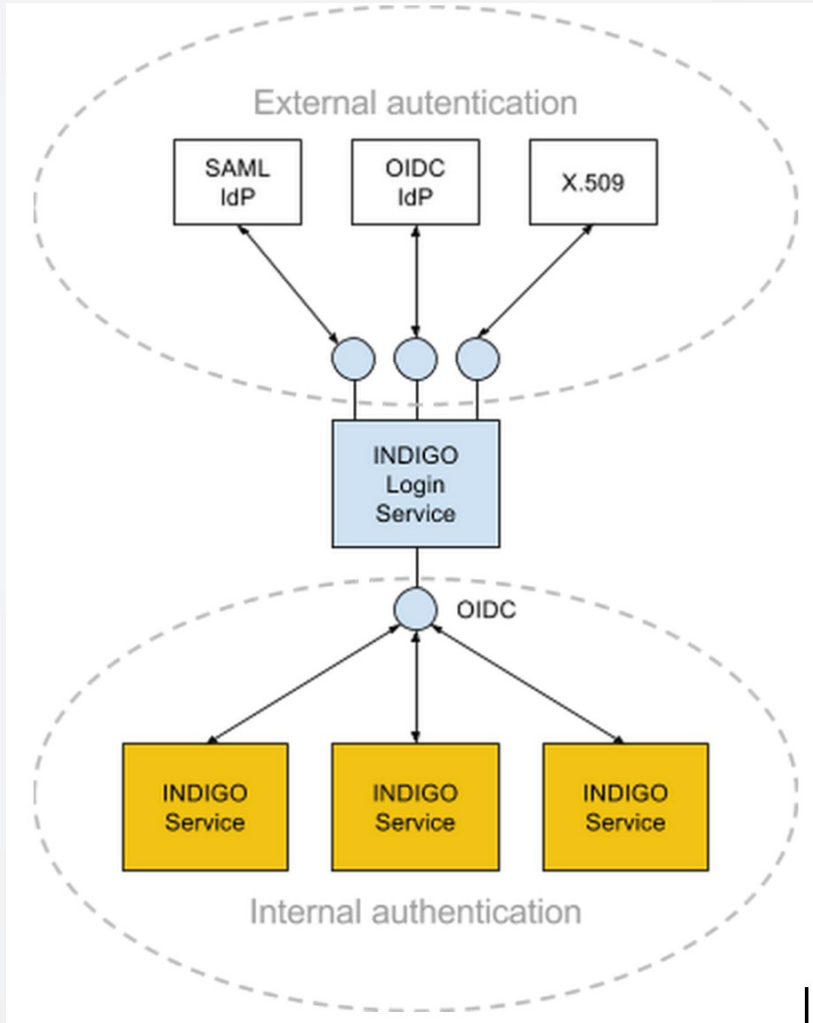 External autentication
SAML
IdP
OIDC
IdP
X.509
INDIGO
Login
Service
OIDC
INDIGO
Service
INDIGO
Service
INDIGO
Service
Internal authentication